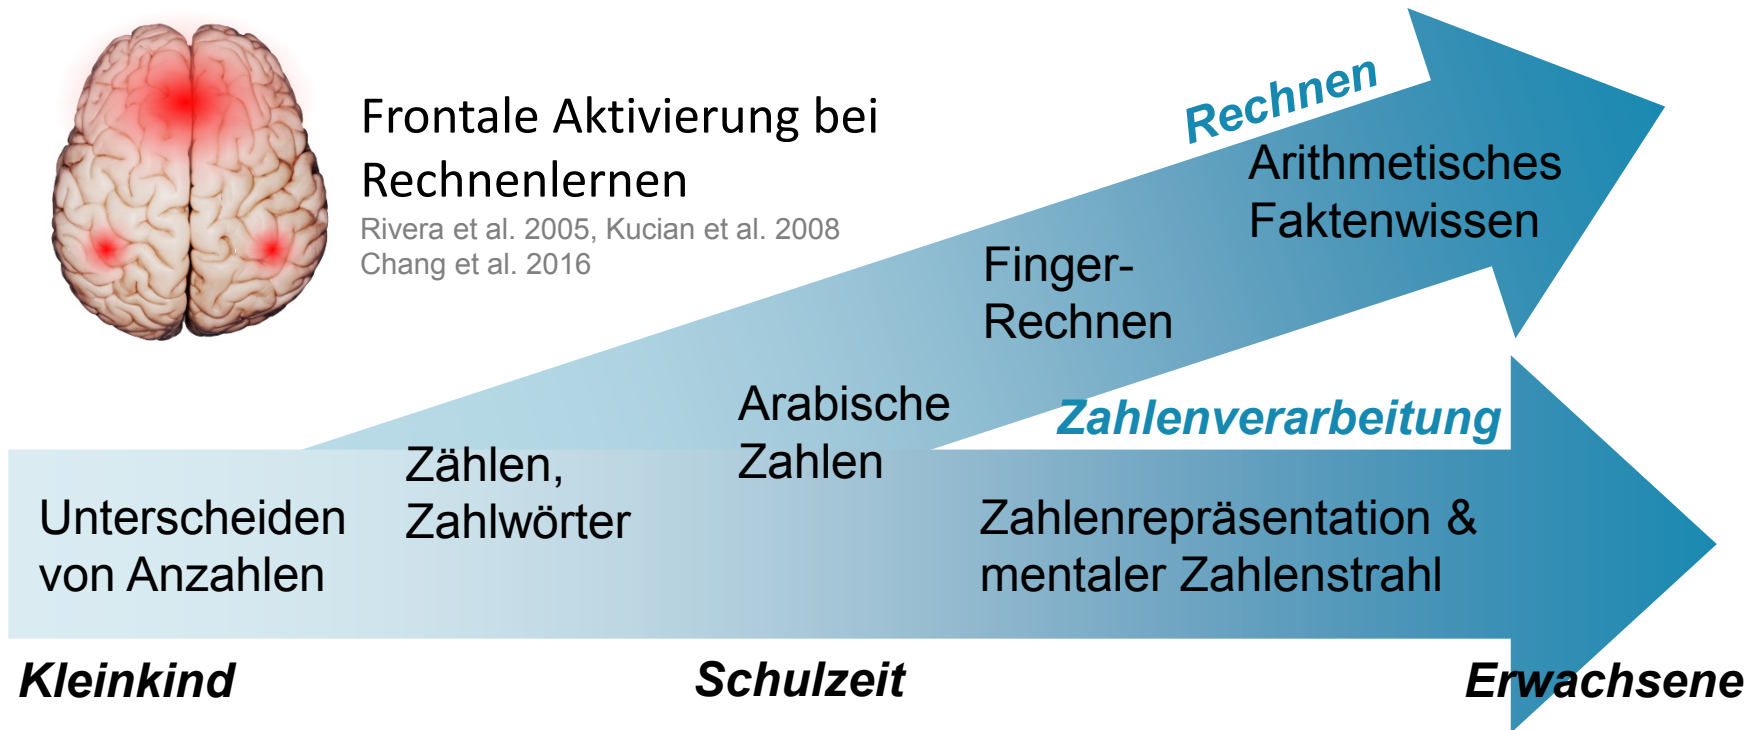 Frontale Aktivierung bei
Rechnenlernen
Rivera et al. 2005, Kucian et al. 2008
Chang et al. 2016
Rechnen
Arithmetisches
Faktenwissen
Finger-
Rechnen
Arabische
Zahlen
Zahlenverarbeitung
Zählen,
Zahlwörter
Unterscheiden
von Anzahlen
Zahlenrepräsentation &
mentaler Zahlenstrahl
Kleinkind
Schulzeit
Erwachsene